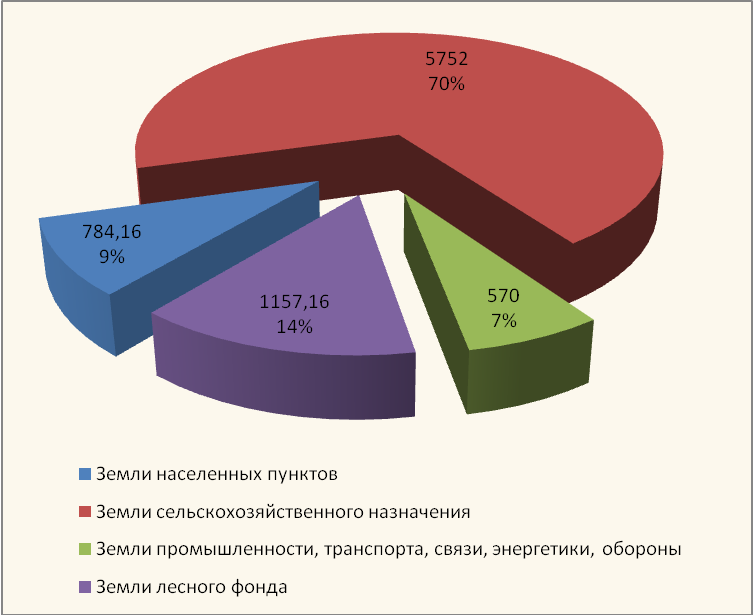 5752
70%
784,16
9%
1157,16
14%
570
7%
Земли населенных пунктов
Земли сельскохозяйственного назначения
Земли промышленности, транспорта, связи, энергетики, обороны
Земли лесного фонда